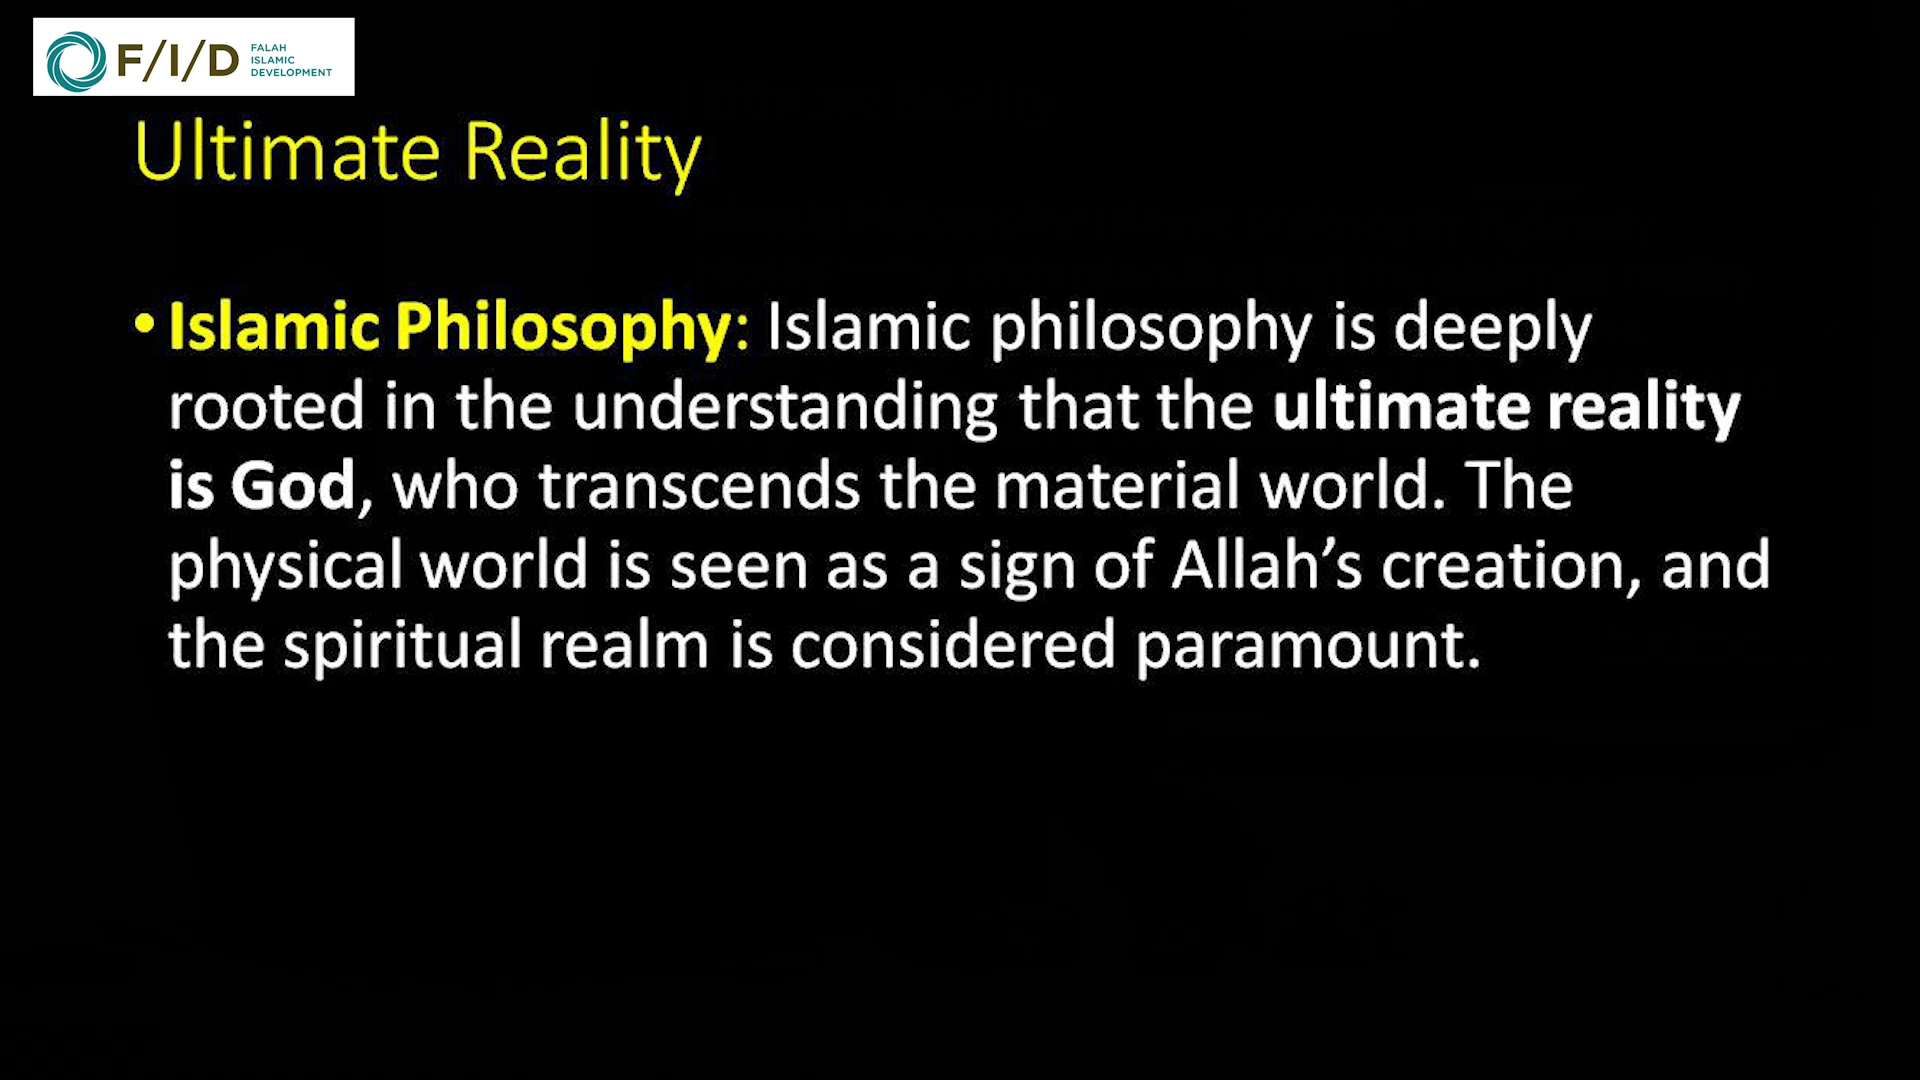 F/I/D
FALAH
ISLAMIC
DEVELOPMENT
Ultimate Reality
• Islamic Philosophy: Islamic philosophy is deeply
rooted in the understanding that the ultimate reality
is God, who transcends the material world. The
physical world is seen as a sign of Allah’s creation, and
the spiritual realm is considered paramount.